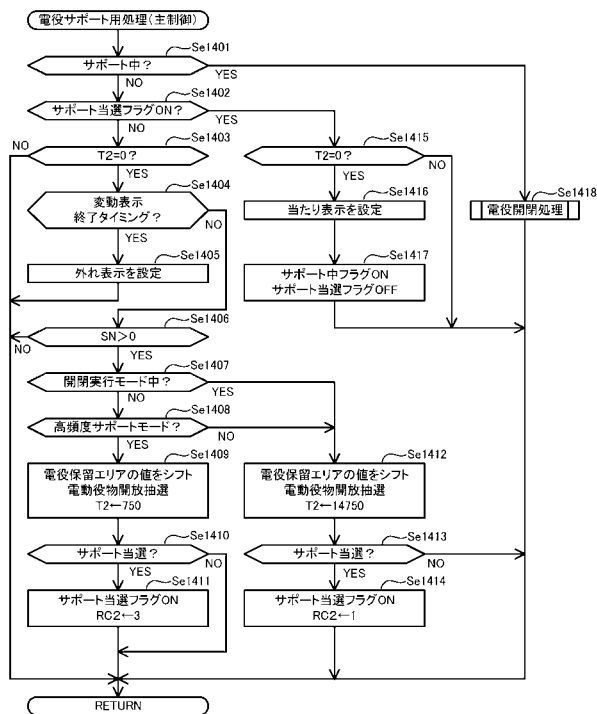 電役サポート用処理(主制御)
Se1401
サポート中?
YES
NO
Se1402
サポート当選フラグON?
YES
NO
Se1403
NO
T2=0?
YES
Se1404
変動表示
終了タイミング?
NO
YES
Se1405
外れ表示を設定
Se1415
T2=0?
NO
YES
Se1416
当たり表示を設定
Se1417
サポート中フラグON
サポート当選フラグOFF
Se1418
電役開閉処理
Se1406
SN>0
NO
YES
Se1407
開閉実行モード中?
YES
NO
Se1408
高頻度サポートモード?
NO
YES
Se1409
電役保留エリアの値をシフト
電動役物開放抽選
T2←750
Se1410
サポート当選?
NO
YES
Se1411
サポート当選フラグON
RC2←3
Se1412
電役保留エリアの値をシフト
電動役物開放抽選
T2←14750
Se1413
サポート当選?
NO
YES
Se1414
サポート当選フラグON
RC2←1
RETURN